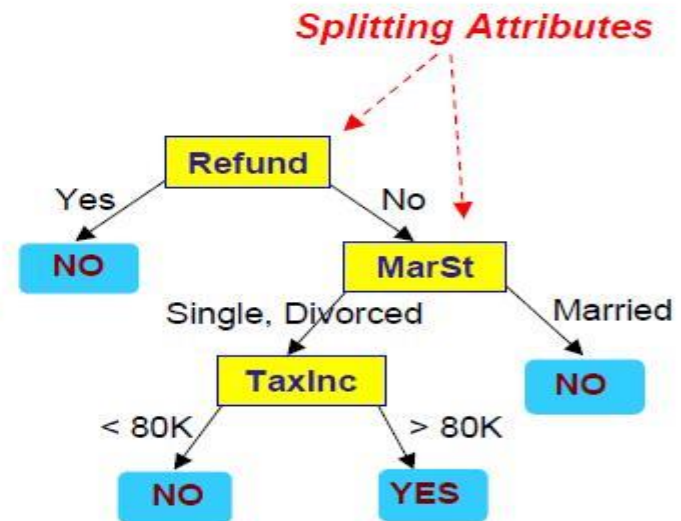 Splitting Attributes
Refund
Yes
No
NO
MarSt
Single, Divorced
Married
TaxInc
NO
< 80K
> 80K
NO
YES